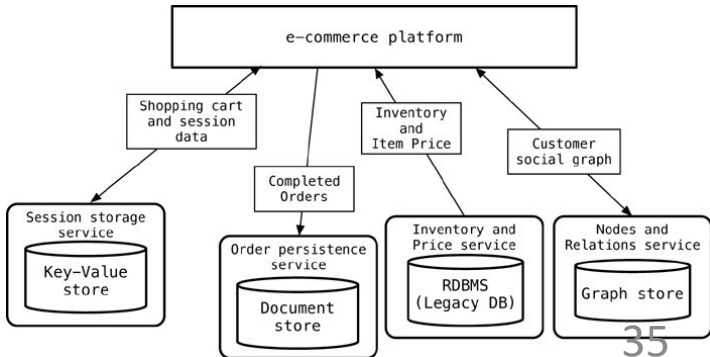 e-commerce platform
Shopping cart
and session
data
Inventory
and
Item Price
Customer
social graph
Completed
Orders
Session storage
service
Key-Value
store
Order persistence
service
Document
store
Inventory and
Price service
RDBMS
(Legacy DB)
Nodes and
Relations service
Graph store
35